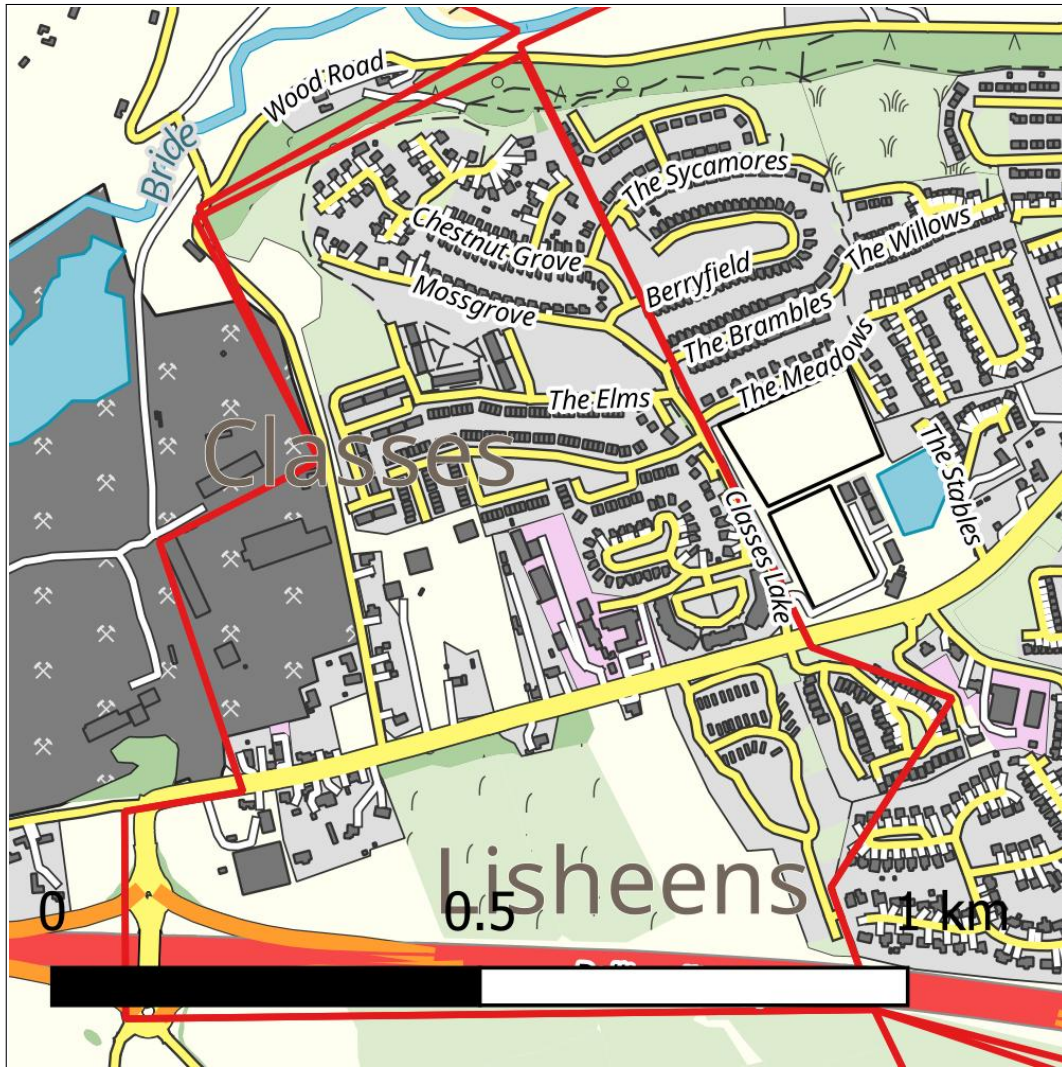 Wood Road
Bride
The Sycamores
Chestnut Grove
The Willows
Berryfield
Mossgrove
The Brambles
The Meadows
The Elms
Classes
The Stables
Classes Lake
Lisheens
0 0.5 1 km